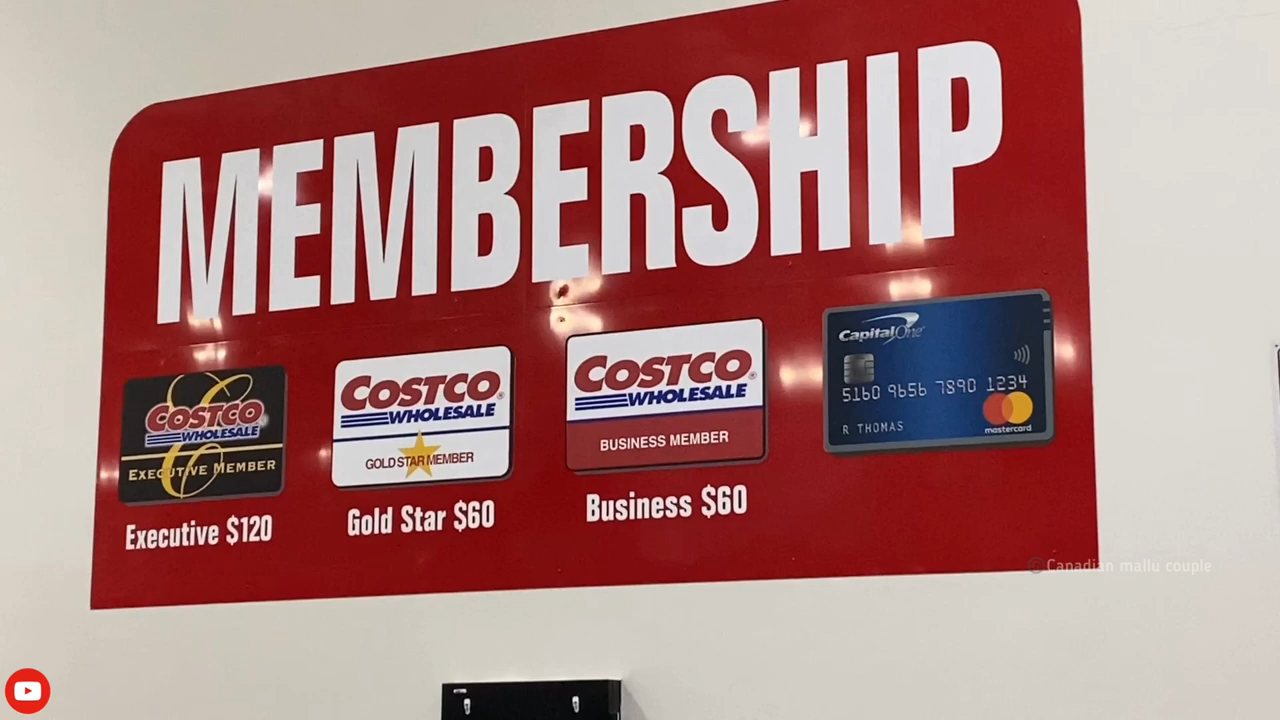 MEMBERSHIP
COSTCO
WHOLESALE
EXECUTIVE MEMBER
Executive $120
COSTCO
WHOLESALE
GOLD STAR MEMBER
Gold Star $60
COSTCO
WHOLESALE
BUSINESS MEMBER
Business $60
Capital One
5160 9656 7890 1234
R THOMAS
mastercard
©Canadian mallu couple